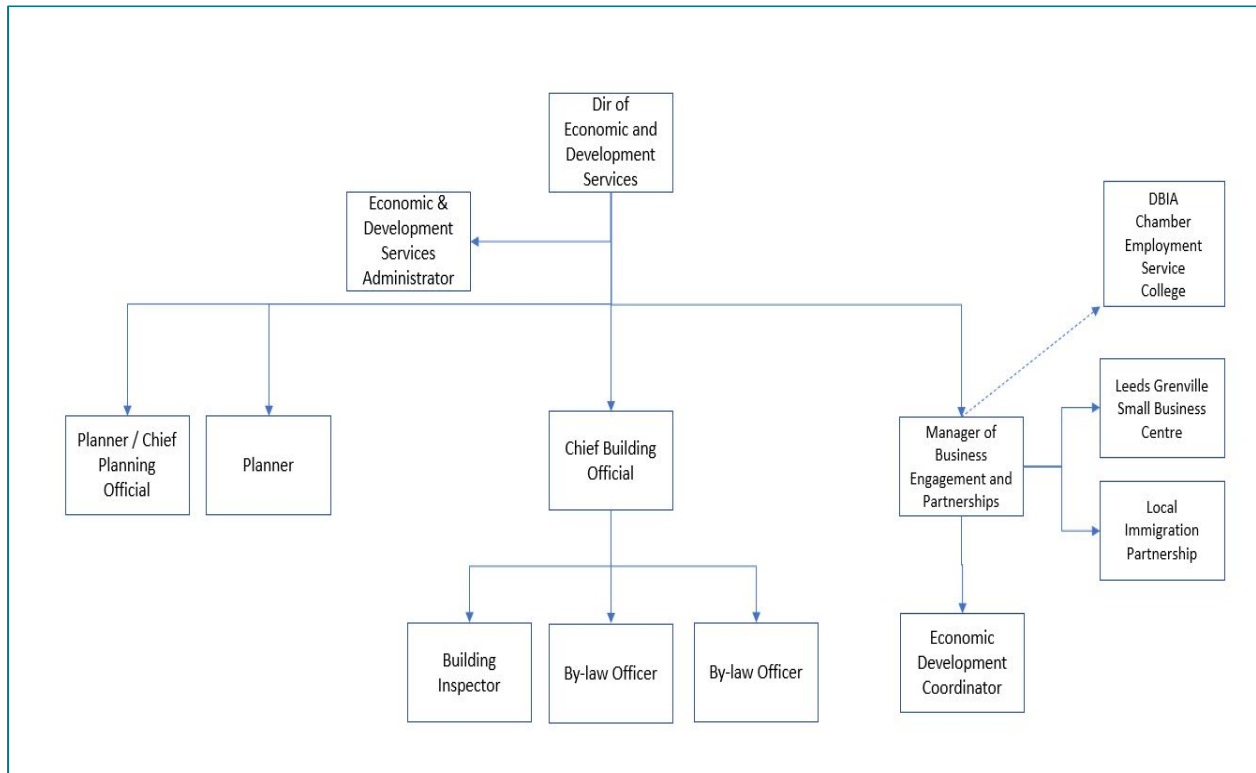 Dir of
Economic and
Development
Services
Economic &
Development
Services
Administrator
DBIA
Chamber
Employment
Service
College
Planner / Chief
Planning
Official
Planner
Chief Building
Official
Manager of
Business
Engagement and
Partnerships
Leeds Grenville
Small Business
Centre
Local
Immigration
Partnership
Building
Inspector
By-law Officer
By-law Officer
Economic
Development
Coordinator